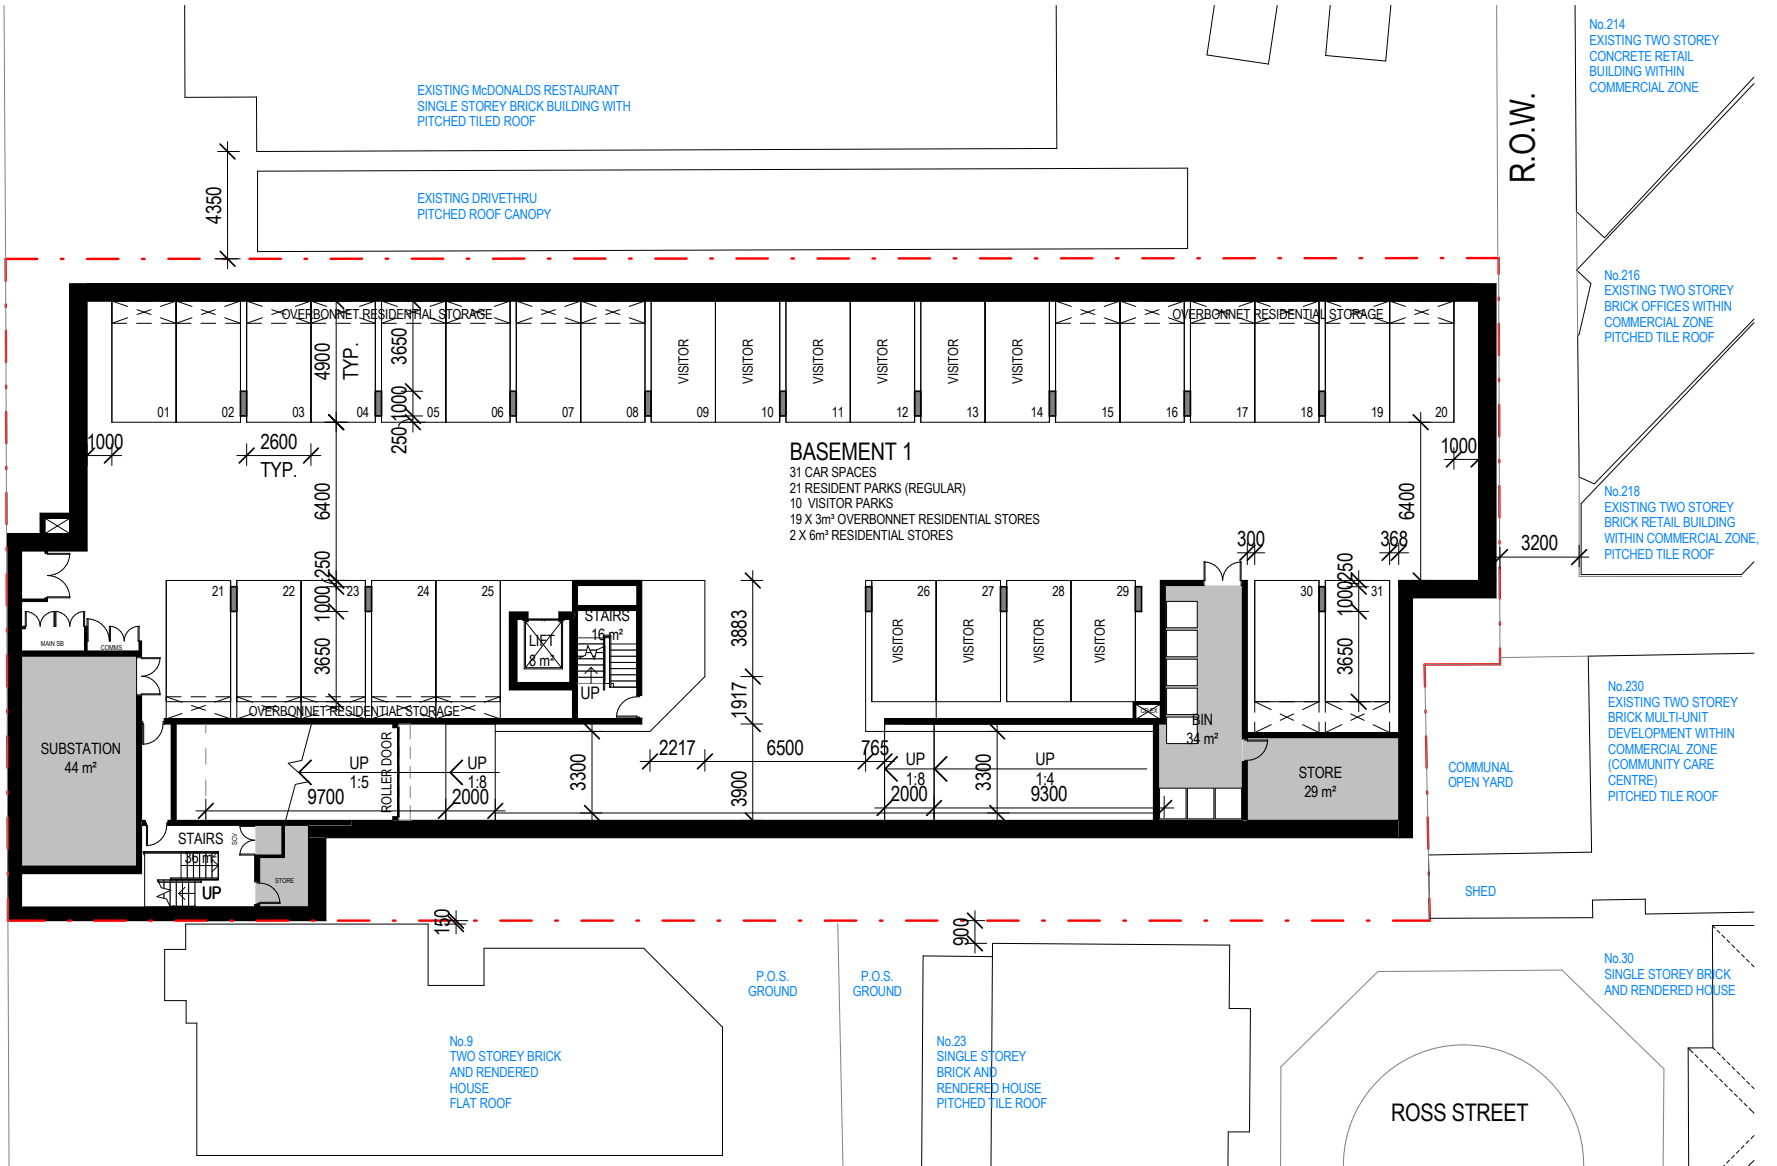 No.214
EXISTING TWO STOREY
CONCRETE RETAIL
BUILDING WITHIN
COMMERCIAL ZONE
EXISTING McDONALDS RESTAURANT
SINGLE STOREY BRICK BUILDING WITH
PITCHED TILED ROOF
R.O.W.
EXISTING DRIVETHRU
PITCHED ROOF CANOPY
4350
No.216
EXISTING TWO STOREY
BRICK OFFICES WITHIN
COMMERCIAL ZONE
PITCHED TILE ROOF
OVERBONNET RESIDENTIAL STORAGE
OVERBONNET RESIDENTIAL STORAGE
4900
TYP.
3650
1000
250
VISITOR
VISITOR
VISITOR
VISITOR
VISITOR
VISITOR
01
02
03
04
05
06
07
08
09
10
11
12
13
14
15
16
17
18
19
20
1000
2600
TYP.
1000
BASEMENT 1
31 CAR SPACES
21 RESIDENT PARKS (REGULAR)
10 VISITOR PARKS
19 X 3m³ OVERBONNET RESIDENTIAL STORES
2 X 6m³ RESIDENTIAL STORES
6400
6400
No.218
EXISTING TWO STOREY
BRICK RETAIL BUILDING
WITHIN COMMERCIAL ZONE,
PITCHED TILE ROOF
300
368
3200
250
1000
3650
250
1000
3650
21
22
23
24
25
26
27
28
29
30
31
VISITOR
VISITOR
VISITOR
VISITOR
MAIN SB
COMMS
LIFT
8 m²
STAIRS
16 m²
UP
3883
1917
OVERBONNET RESIDENTIAL STORAGE
BIN
34 m²
SUBSTATION
44 m²
ROLLER DOOR
UP
1:5
UP
1:8
9700
2000
3300
2217
6500
765
3900
UP
1:8
UP
1:4
2000
3300
9300
STORE
29 m²
No.230
EXISTING TWO STOREY
BRICK MULTI-UNIT
DEVELOPMENT WITHIN
COMMERCIAL ZONE
(COMMUNITY CARE
CENTRE)
PITCHED TILE ROOF
COMMUNAL
OPEN YARD
STAIRS
36 m²
SCV
STORE
UP
SHED
150
900
P.O.S.
GROUND
P.O.S.
GROUND
No.30
SINGLE STOREY BRICK
AND RENDERED HOUSE
No.9
TWO STOREY BRICK
AND RENDERED
HOUSE
FLAT ROOF
No.23
SINGLE STOREY
BRICK AND
RENDERED HOUSE
PITCHED TILE ROOF
ROSS STREET